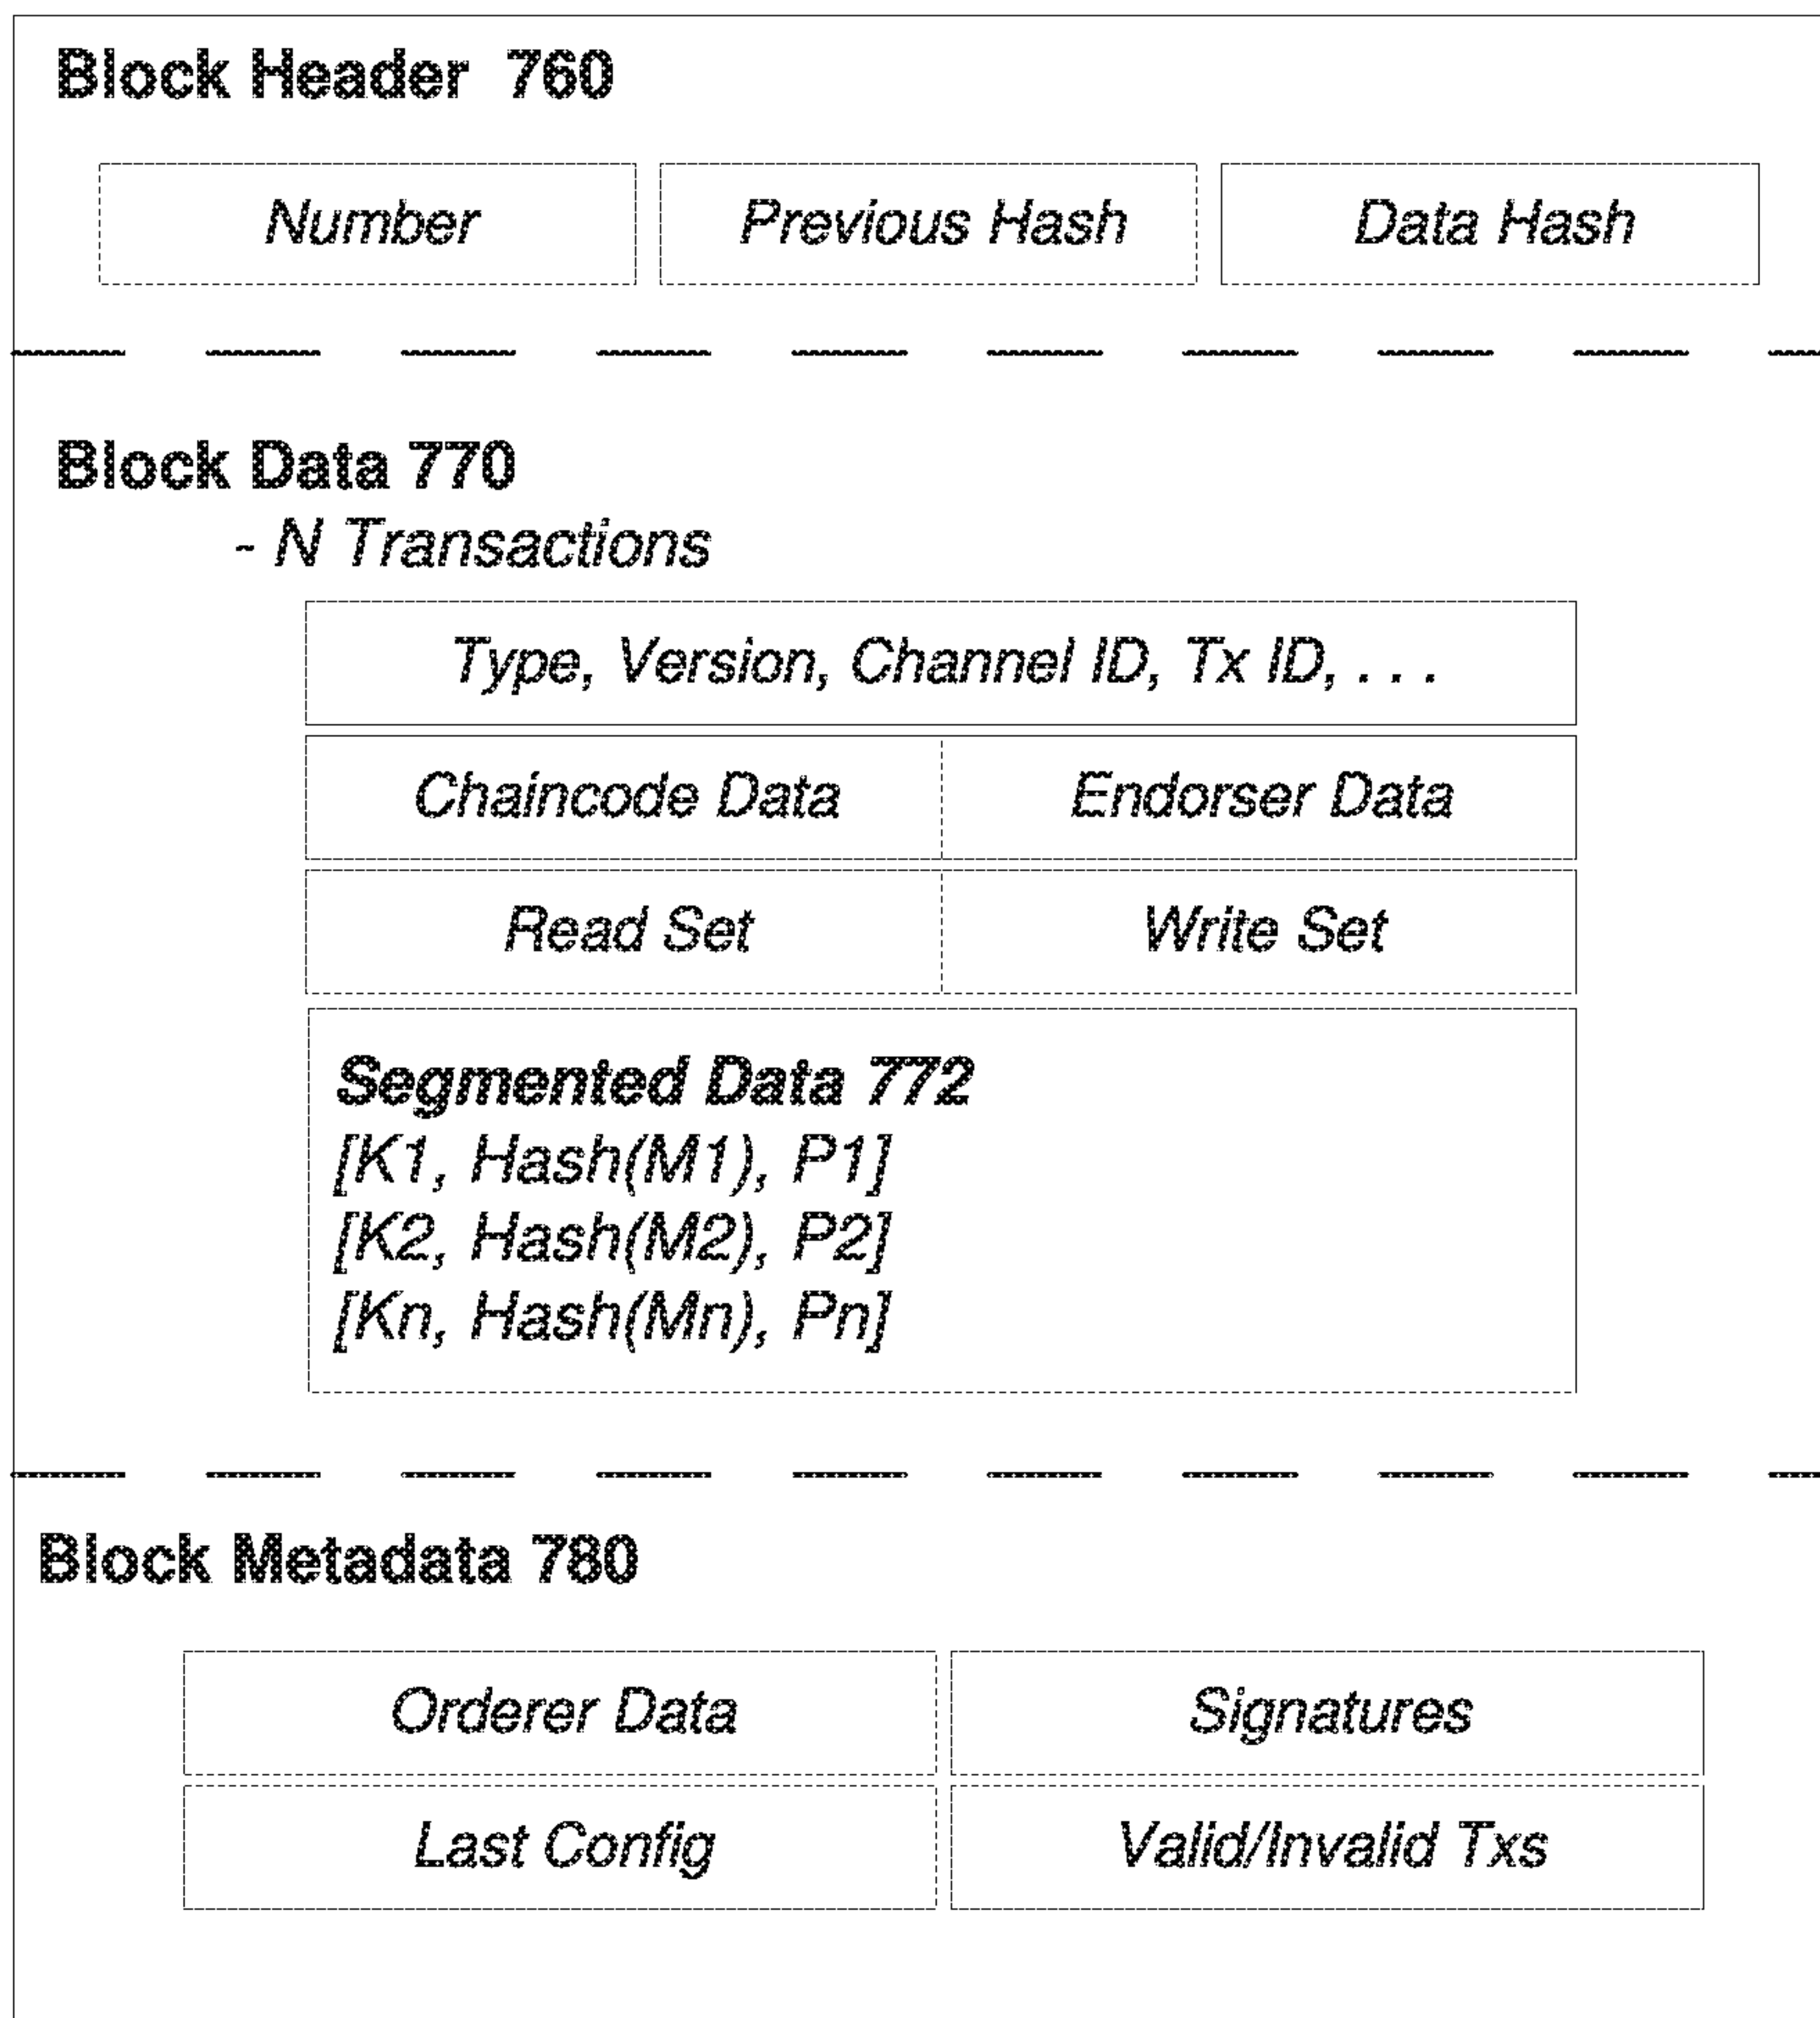 Block Header 760
Number Previous Hash Data Hash
Block Data 770
- N Transactions
Type, Version, Channel ID, Tx ID, . . .
Chaincode Data Endorser Data
Read Set Write Set
Segmented Data 772
[K1, Hash(M1), P1]
[K2, Hash(M2), P2]
[Kn, Hash(Mn), Pn]
Block Metadata 780
Orderer Data Signatures
Last Config Valid/Invalid Txs